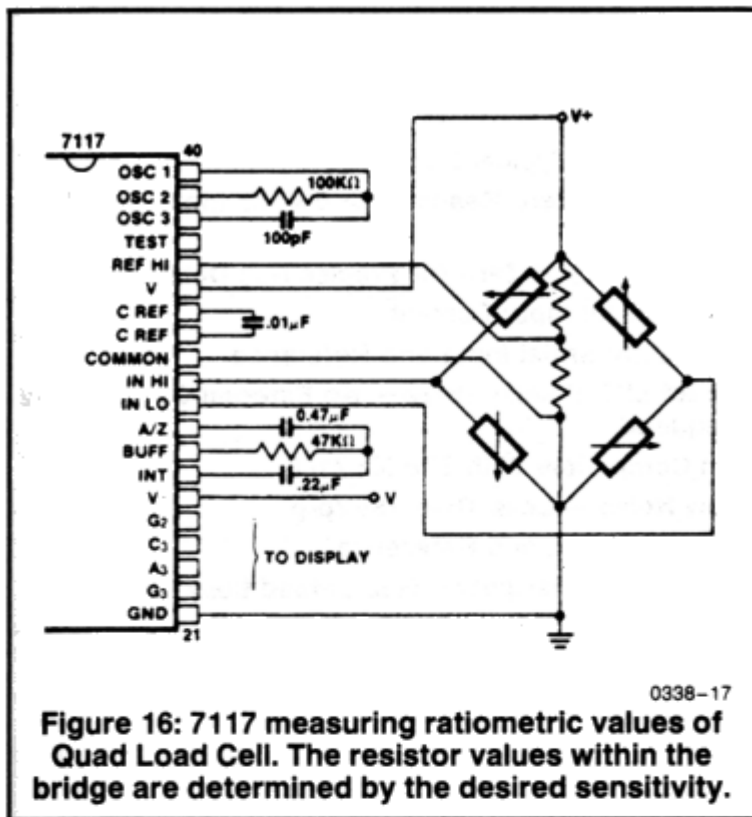 7117
40
V+
OSC 1
OSC 2
100KΩ
OSC 3
100pF
TEST
REF HI
V
C REF
.01μF
C REF
COMMON
IN HI
IN LO
A/Z
0.47μF
BUFF
47KΩ
INT
.22μF
V
V
G2
C3
TO DISPLAY
A3
G3
GND
21
0338–17
Figure 16: 7117 measuring ratiometric values of
Quad Load Cell. The resistor values within the
bridge are determined by the desired sensitivity.